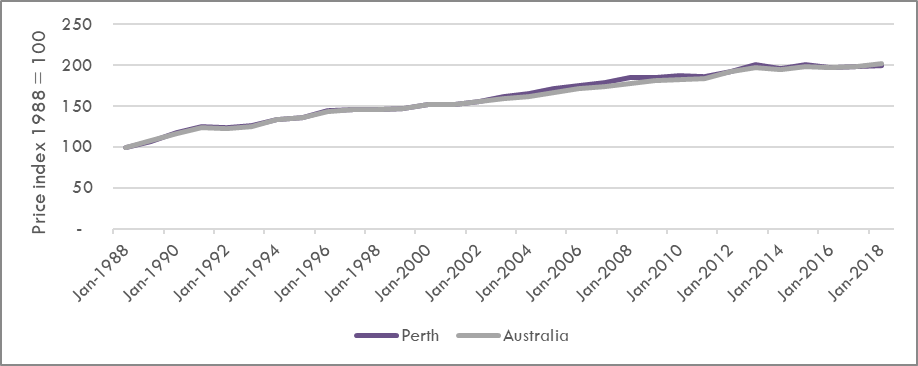 Price index 1988 = 100
250
200
150
100
50
-
Jan-1988
Jan-1990
Jan-1992
Jan-1994
Jan-1996
Jan-1998
Jan-2000
Jan-2002
Jan-2004
Jan-2006
Jan-2008
Jan-2010
Jan-2012
Jan-2014
Jan-2016
Jan-2018
Perth Australia